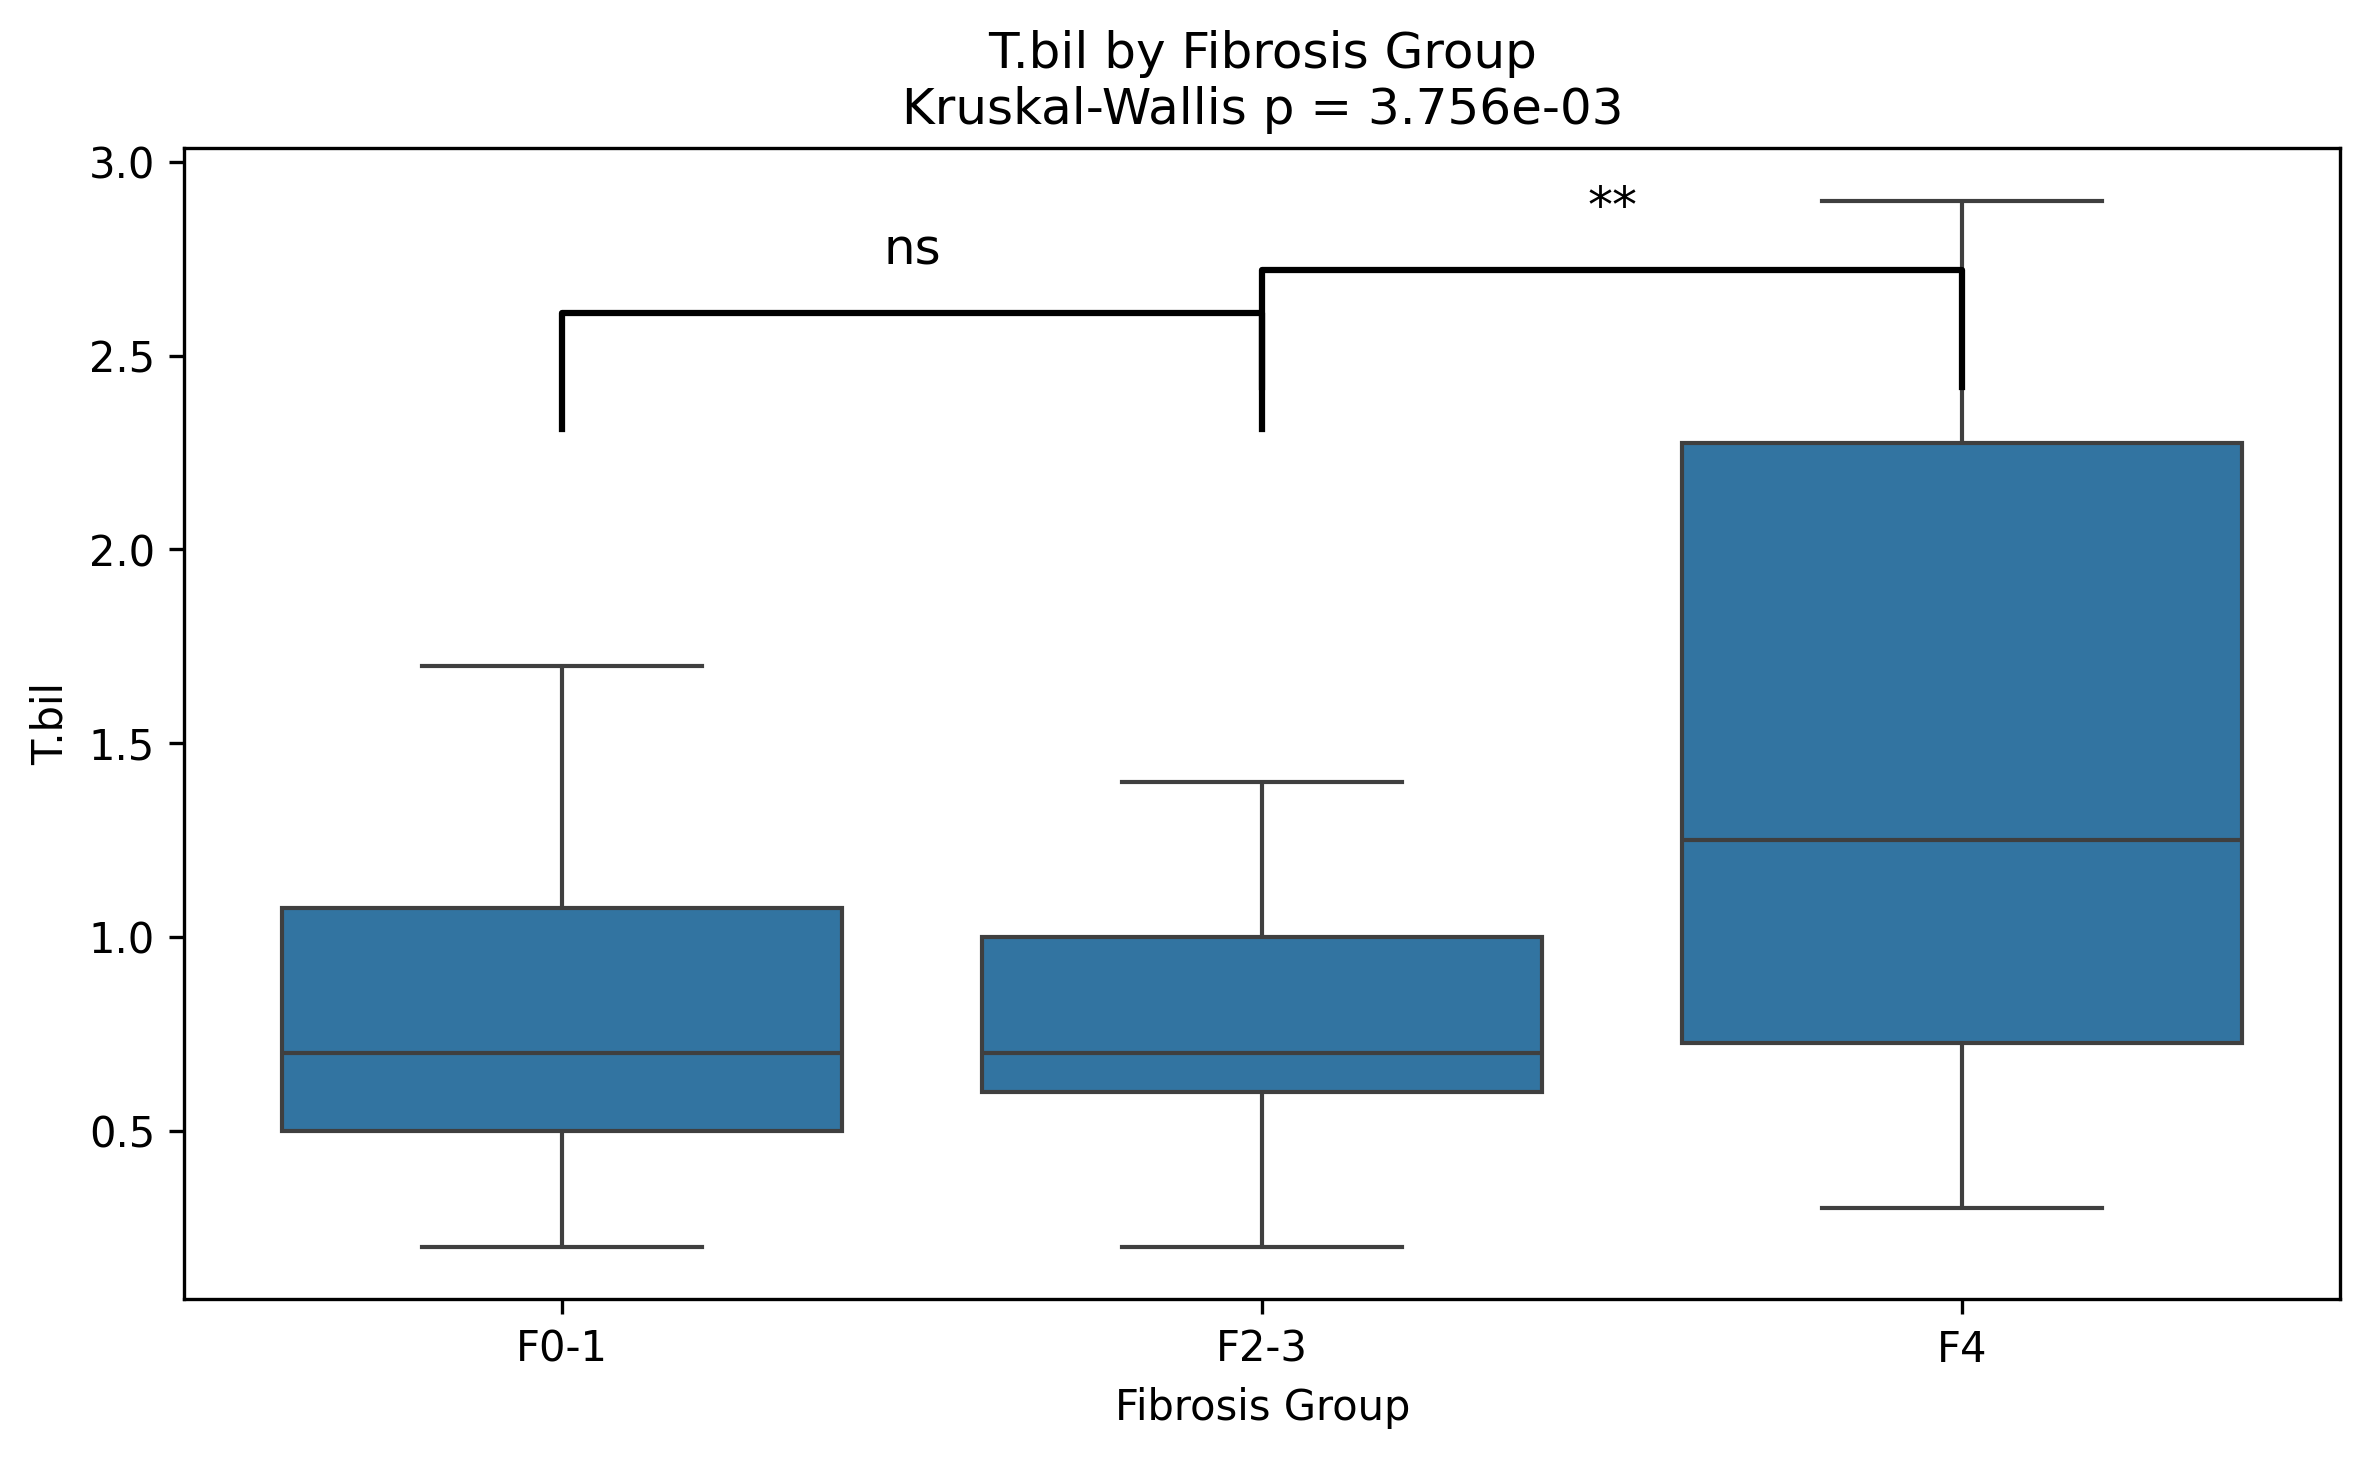 T.bil by Fibrosis Group
Kruskal-Wallis p = 3.756e-03
3.0
2.5
2.0
1.5
1.0
0.5
T.bil
ns
**
F0-1
F2-3
F4
Fibrosis Group